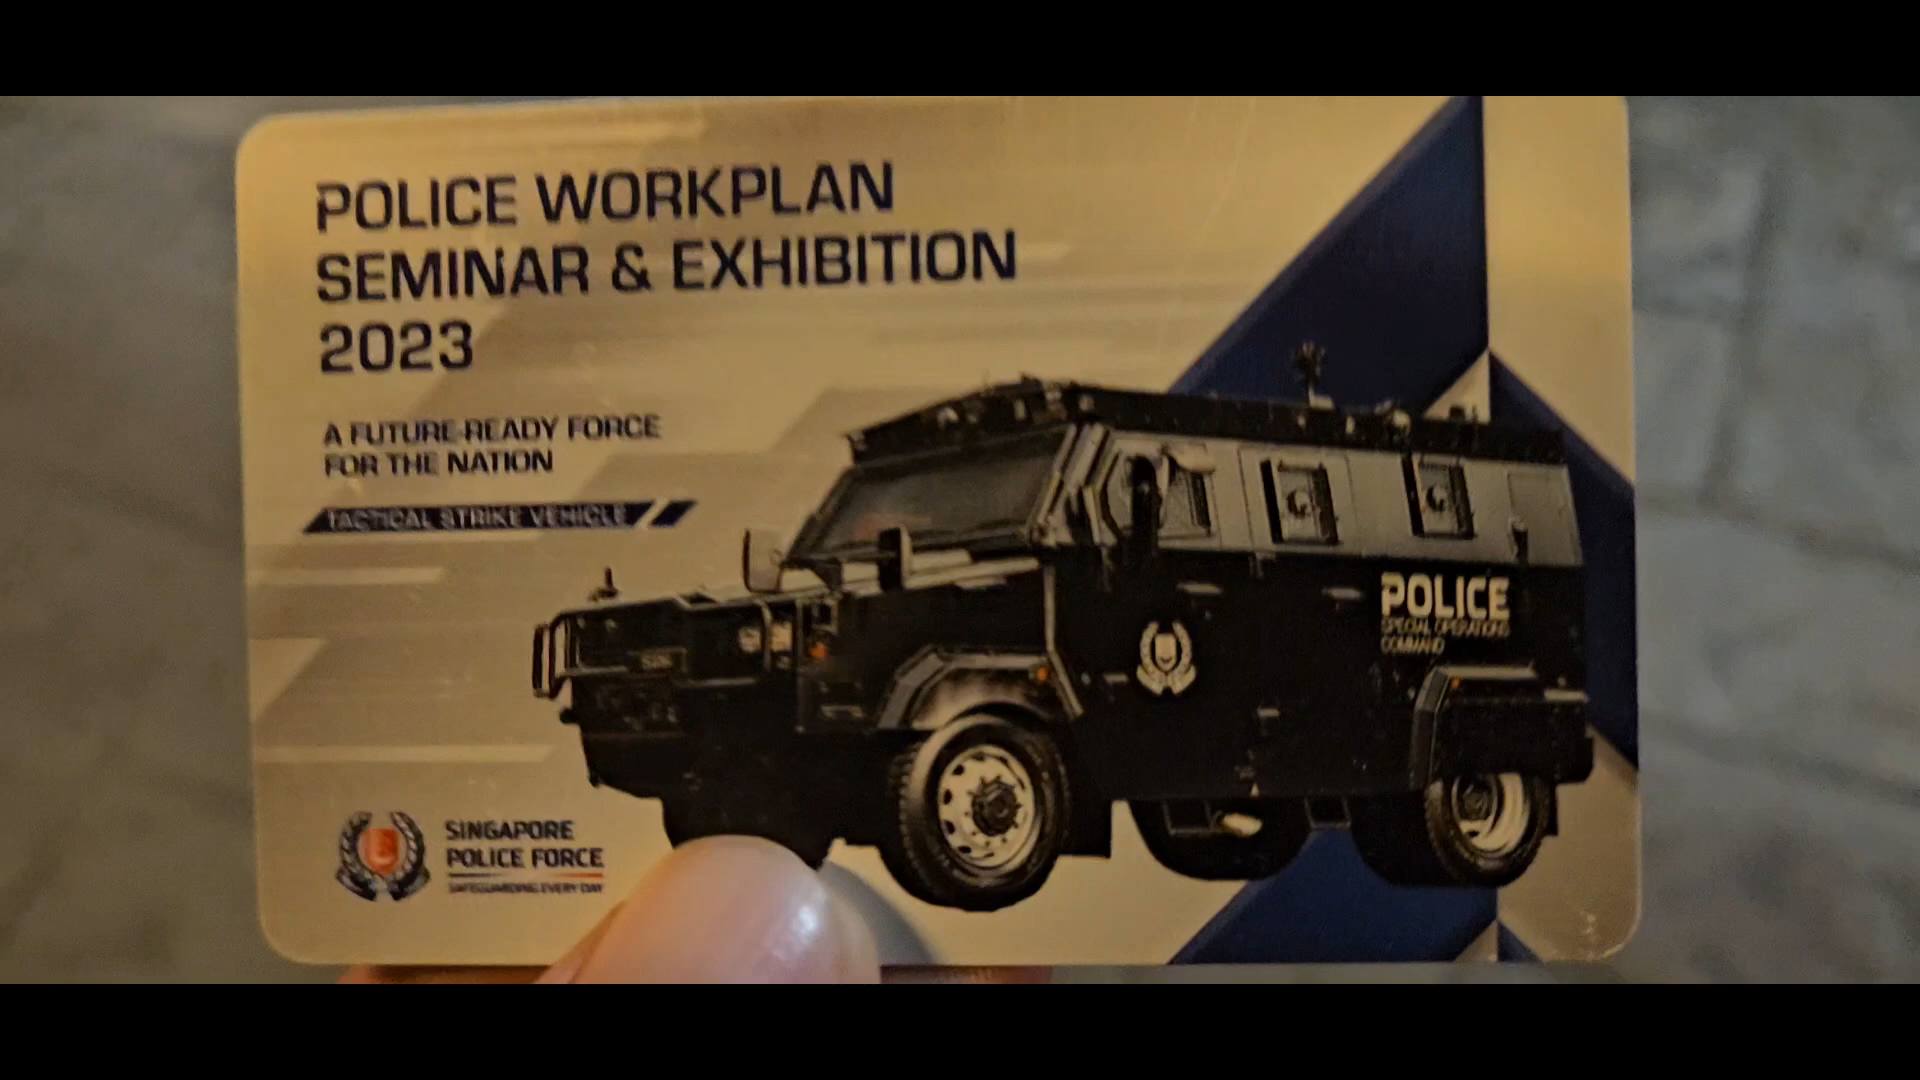 POLICE WORKPLAN
SEMINAR & EXHIBITION
2023
A FUTURE-READY FORCE
FOR THE NATION
TACTICAL STRIKE VEHICLE
POLICE
SPECIAL OPERATIONS
COMMAND
SINGAPORE
POLICE FORCE
SAFEGUARDING EVERY DAY